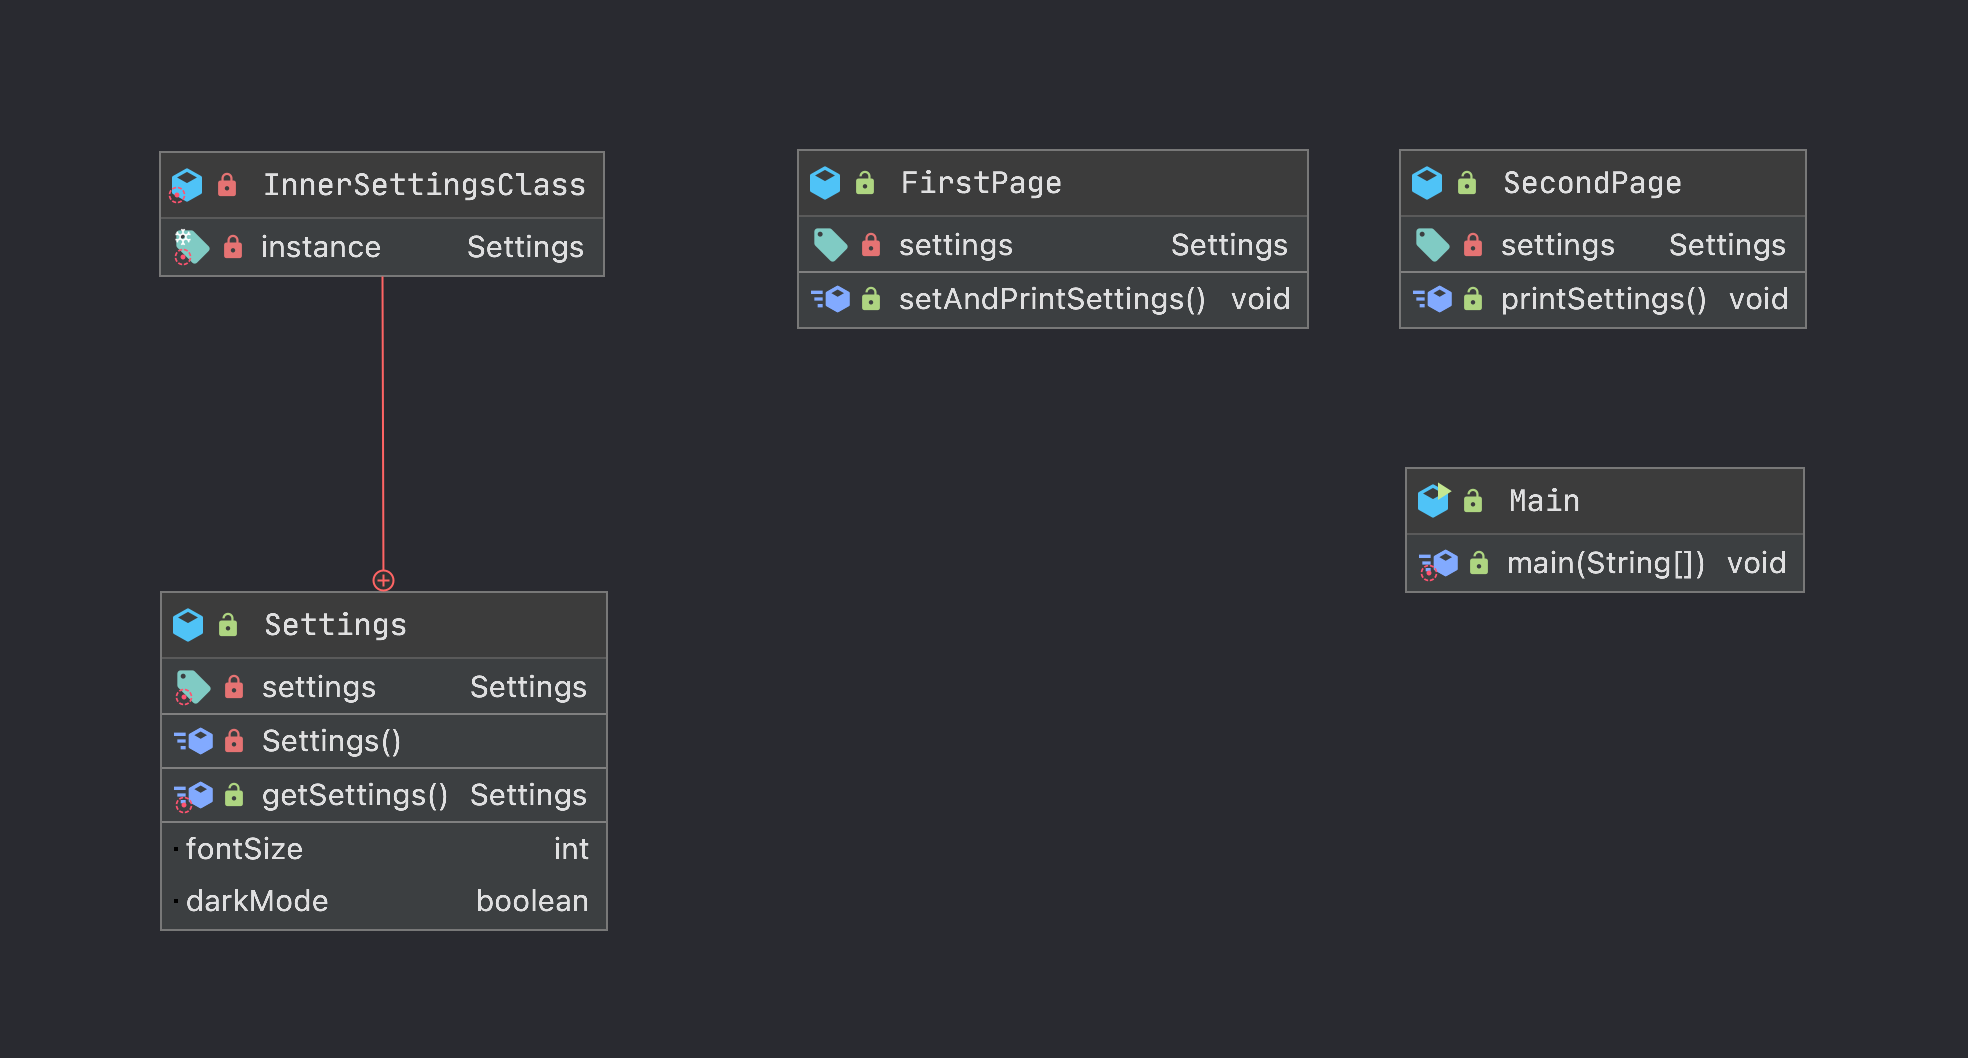 InnerSettingsClass
instance Settings
FirstPage
settings Settings
setAndPrintSettings() void
SecondPage
settings Settings
printSettings() void
Main
main(String[]) void
Settings
settings Settings
Settings()
getSettings() Settings
fontSize int
darkMode boolean